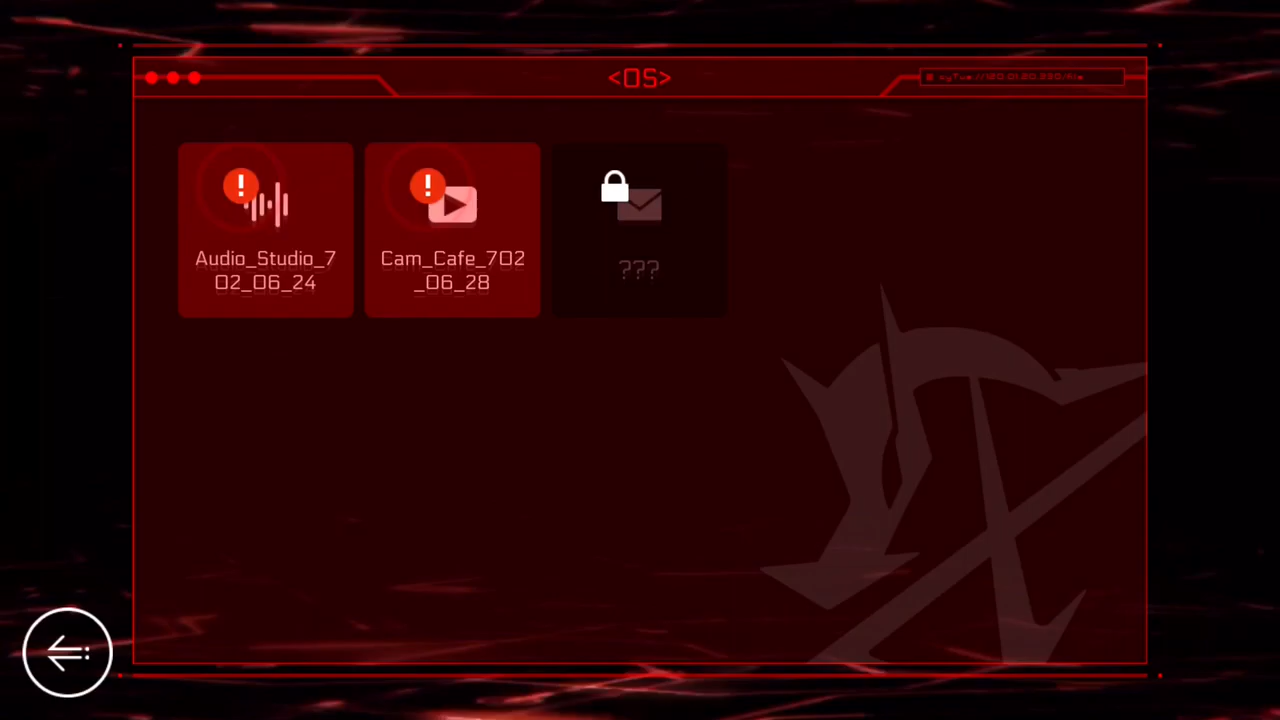 <OS>
Audio_Studio_7
02_06_24
Cam_Cafe_702
_06_28
???